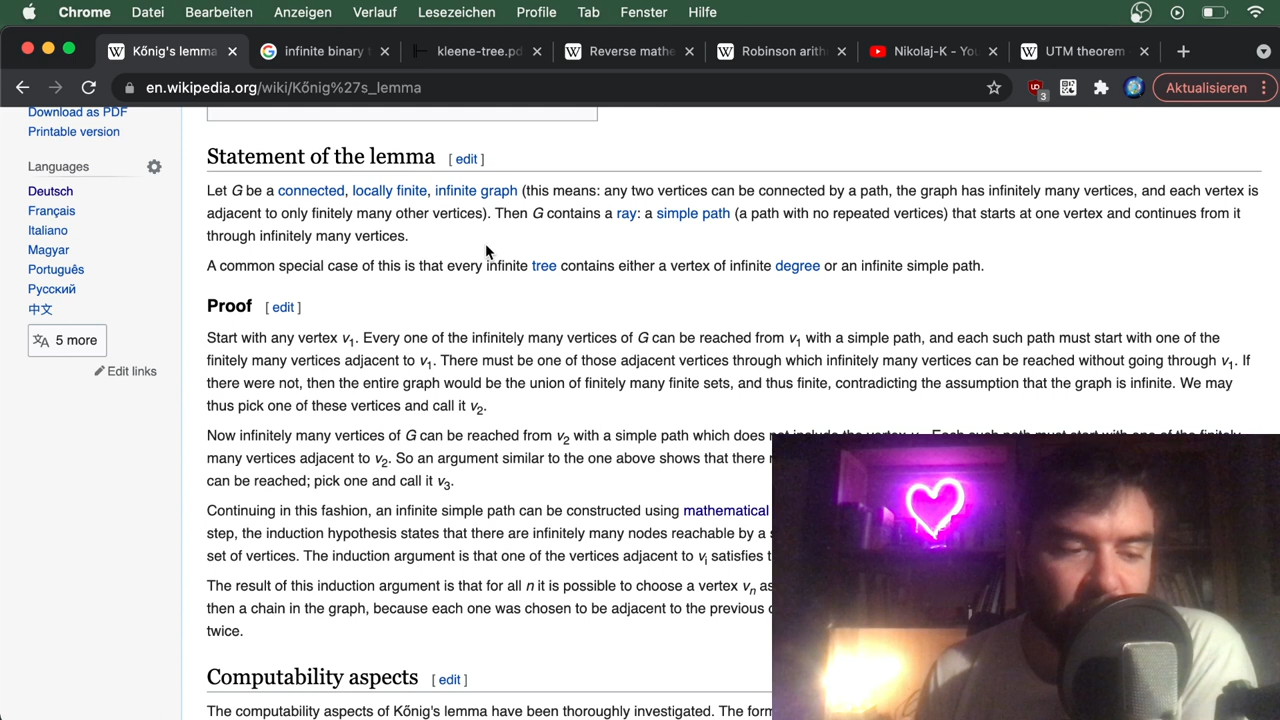 Chrome Datei Bearbeiten Anzeigen Verlauf Lesezeichen Profile Tab Fenster Hilfe
Kőnig's lemma infinite binary t kleene-tree.pd Reverse mathe Robinson arith Nikolaj-K - You UTM theorem
en.wikipedia.org/wiki/Kőnig%27s_lemma 3 Aktualisieren
Download as PDF
Printable version
Languages
Deutsch
Français
Italiano
Magyar
Português
Русский
中文
5 more
Edit links
Statement of the lemma [ edit ]
Let G be a connected, locally finite, infinite graph (this means: any two vertices can be connected by a path, the graph has infinitely many vertices, and each vertex is
adjacent to only finitely many other vertices). Then G contains a ray: a simple path (a path with no repeated vertices) that starts at one vertex and continues from it
through infinitely many vertices.
A common special case of this is that every infinite tree contains either a vertex of infinite degree or an infinite simple path.
Proof [ edit ]
Start with any vertex v1. Every one of the infinitely many vertices of G can be reached from v1 with a simple path, and each such path must start with one of the
finitely many vertices adjacent to v1. There must be one of those adjacent vertices through which infinitely many vertices can be reached without going through v1. If
there were not, then the entire graph would be the union of finitely many finite sets, and thus finite, contradicting the assumption that the graph is infinite. We may
thus pick one of these vertices and call it v2.
Now infinitely many vertices of G can be reached from v2 with a simple path which does not include the vertex v Each such path must start with one of the finitely
many vertices adjacent to v2. So an argument similar to the one above shows that there
can be reached; pick one and call it v3.
Continuing in this fashion, an infinite simple path can be constructed using mathematical
step, the induction hypothesis states that there are infinitely many nodes reachable by a
set of vertices. The induction argument is that one of the vertices adjacent to vi satisfies
The result of this induction argument is that for all n it is possible to choose a vertex vn as
then a chain in the graph, because each one was chosen to be adjacent to the previous
twice.
Computability aspects [ edit ]
The computability aspects of Kőnig's lemma have been thoroughly investigated. The form